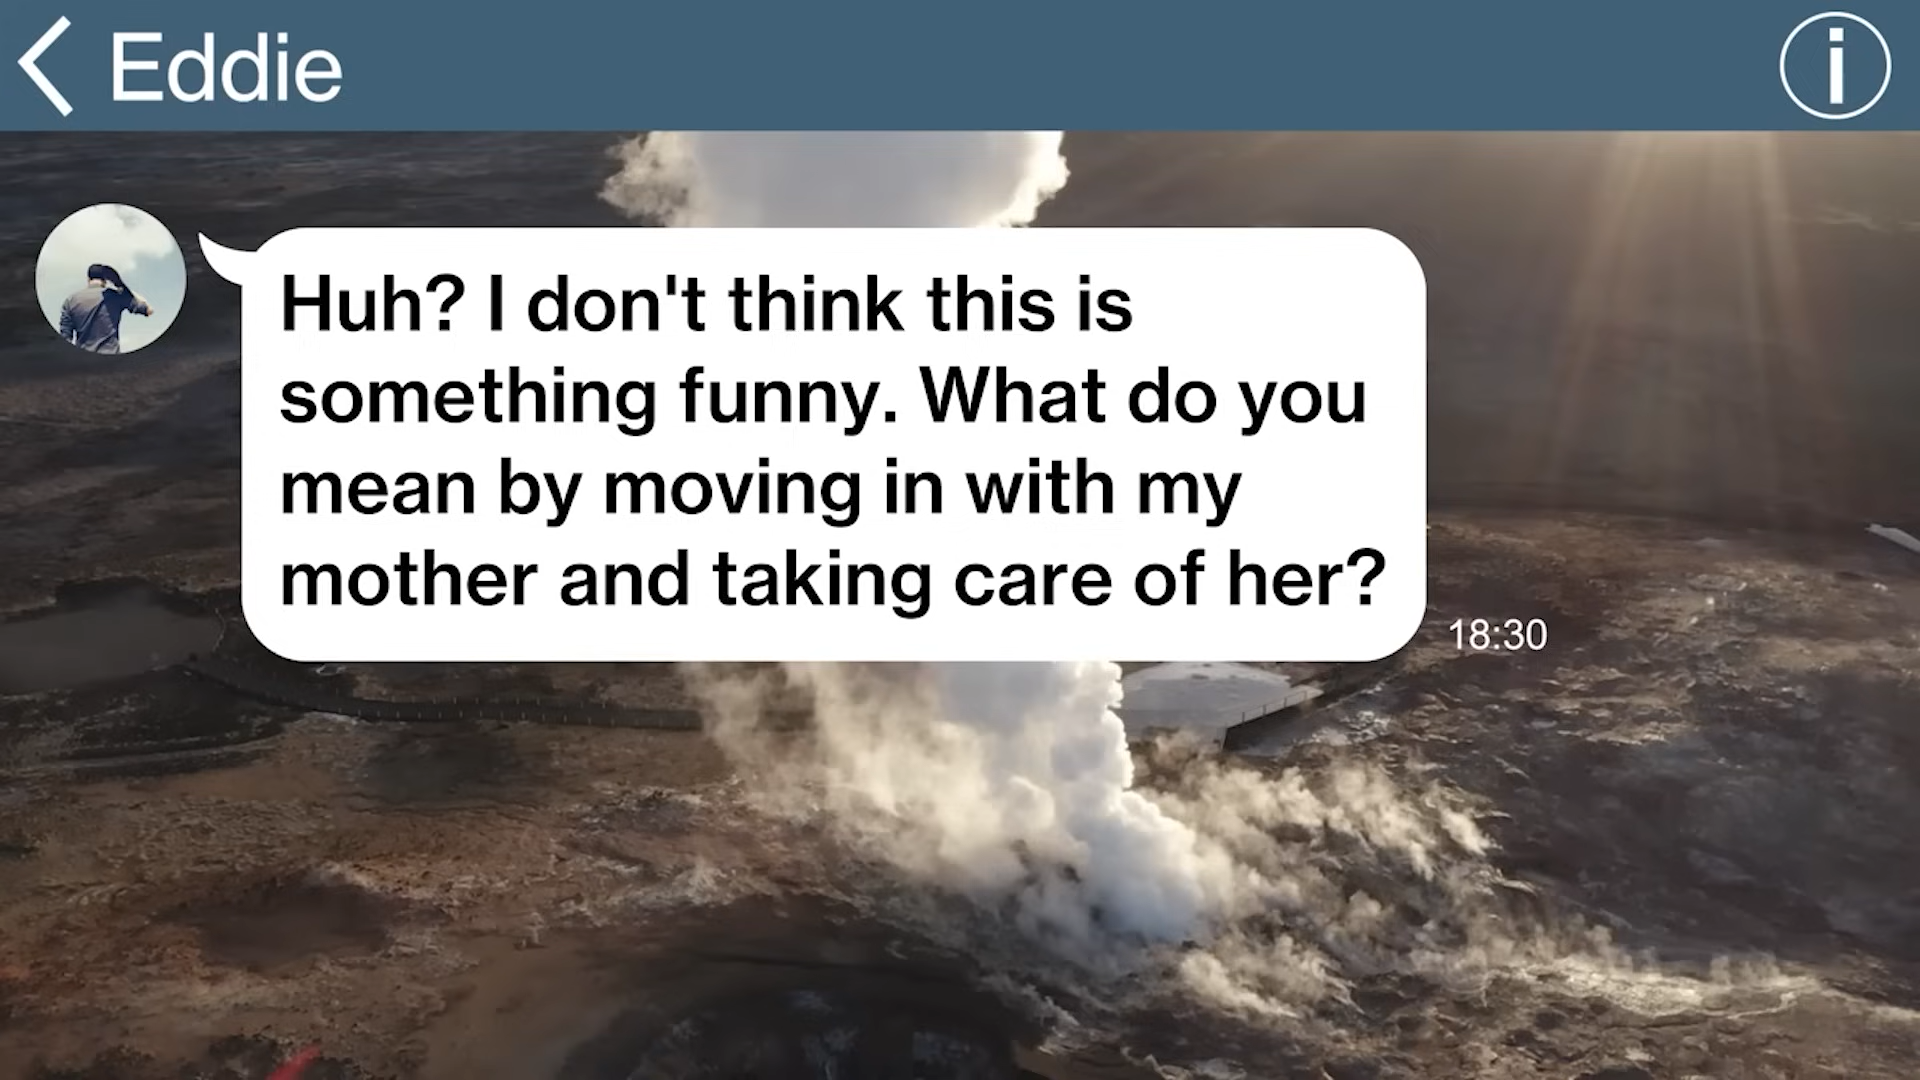 Eddie
Huh? I don't think this is
something funny. What do you
mean by moving in with my
mother and taking care of her?
18:30